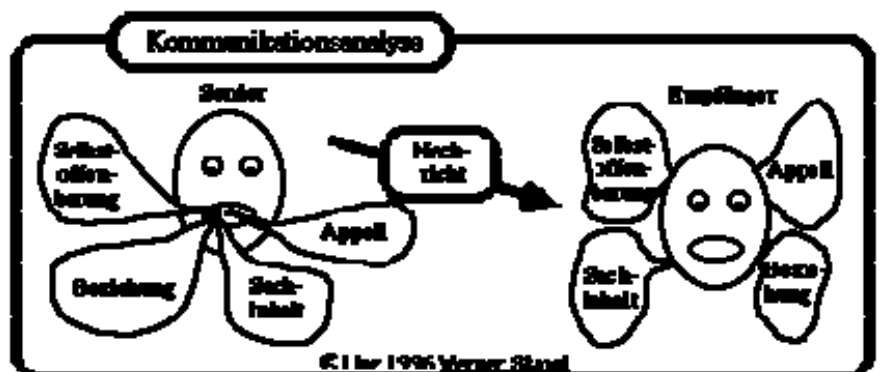 Kommunikationsanalyse
Sender
Empfänger
Selbst-
offen-
barung
Beziehung
Sach-
inhalt
Appell
Nach-
richt
Selbst-
offen-
barung
Appell
Sach-
inhalt
Bezie-
hung
1996 Werner Stangl